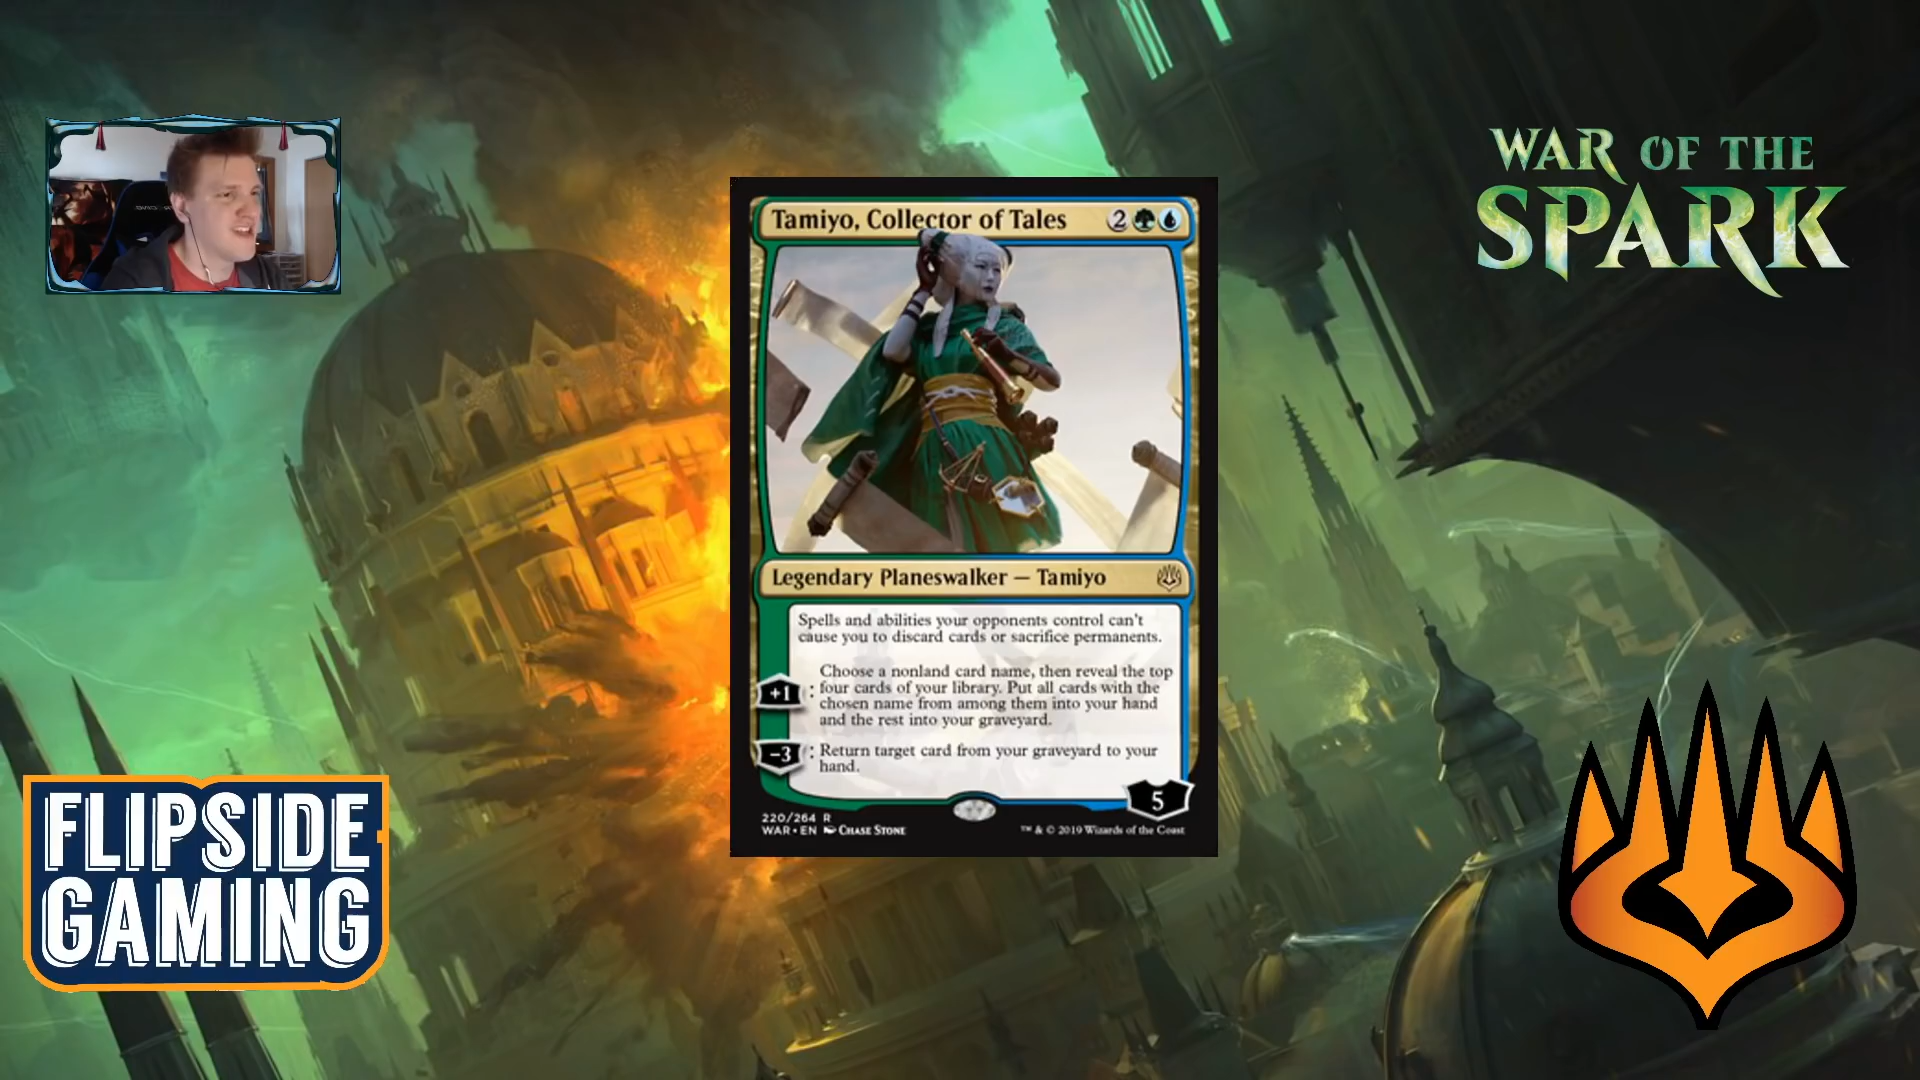 WAR OF THE
SPARK
Tamiyo, Collector of Tales 2
Legendary Planeswalker — Tamiyo
Spells and abilities your opponents control can't
cause you to discard cards or sacrifice permanents.
+1: Choose a nonland card name, then reveal the top
four cards of your library. Put all cards with the
chosen name from among them into your hand
and the rest into your graveyard.
-3: Return target card from your graveyard to your
hand.
5
220/264 R
WAR • EN CHASE STONE
™ & © 2019 Wizards of the Coast
FLIPSIDE
GAMING